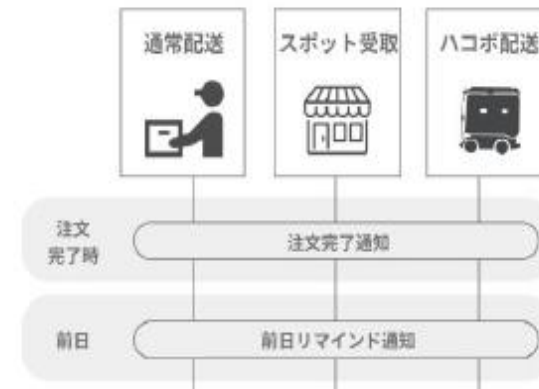 通常配送
スポット受取
ハコボ配送
注文
完了時
注文完了通知
前日
前日リマインド通知